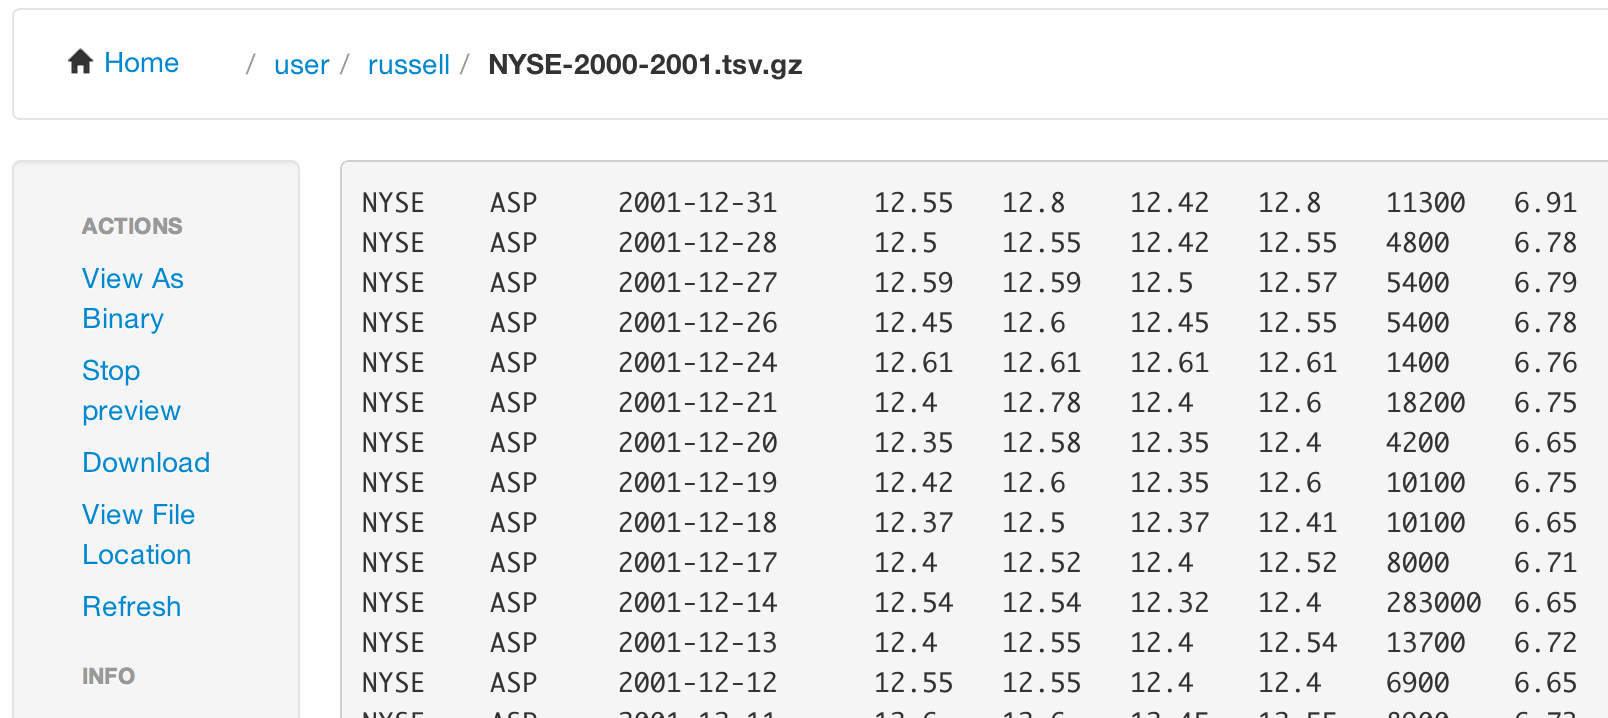 Home / user / russell / NYSE-2000-2001.tsv.gz
ACTIONS
View As
Binary
Stop
preview
Download
View File
Location
Refresh
INFO
NYSE ASP 2001-12-31 12.55 12.8 12.42 12.8 11300 6.91
NYSE ASP 2001-12-28 12.5 12.55 12.42 12.55 4800 6.78
NYSE ASP 2001-12-27 12.59 12.59 12.5 12.57 5400 6.79
NYSE ASP 2001-12-26 12.45 12.6 12.45 12.55 5400 6.78
NYSE ASP 2001-12-24 12.61 12.61 12.61 12.61 1400 6.76
NYSE ASP 2001-12-21 12.4 12.78 12.4 12.6 18200 6.75
NYSE ASP 2001-12-20 12.35 12.58 12.35 12.4 4200 6.65
NYSE ASP 2001-12-19 12.42 12.6 12.35 12.6 10100 6.75
NYSE ASP 2001-12-18 12.37 12.5 12.37 12.41 10100 6.65
NYSE ASP 2001-12-17 12.4 12.52 12.4 12.52 8000 6.71
NYSE ASP 2001-12-14 12.54 12.54 12.32 12.4 283000 6.65
NYSE ASP 2001-12-13 12.4 12.55 12.4 12.54 13700 6.72
NYSE ASP 2001-12-12 12.55 12.55 12.4 12.4 6900 6.65
NYSE ASP 2001-12-11 12.6 12.6